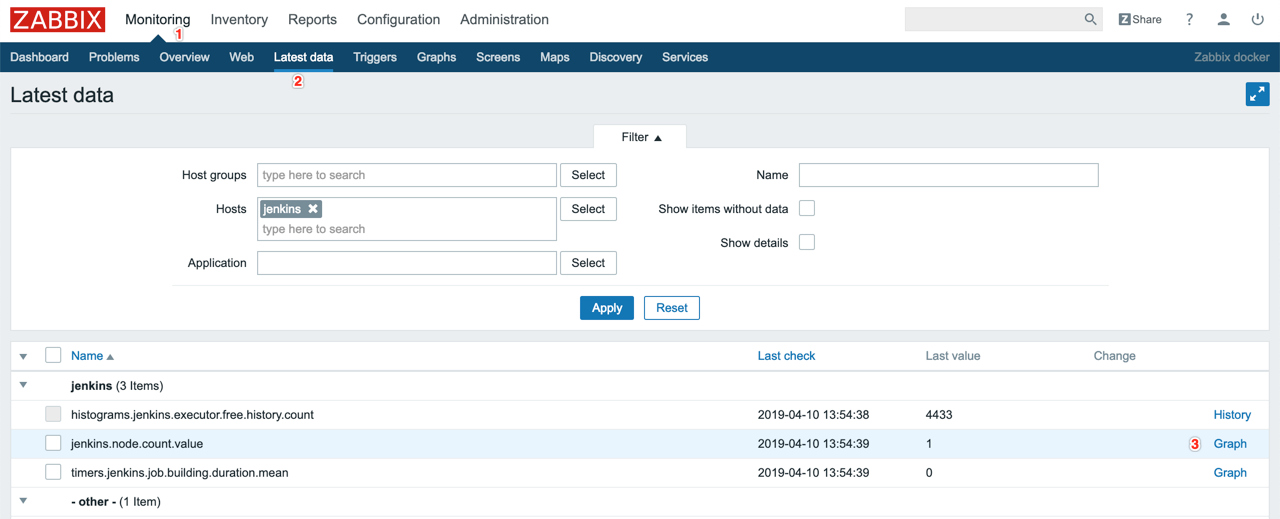 ZABBIX Monitoring Inventory Reports Configuration Administration Z Share ?
1
Dashboard Problems Overview Web Latest data Triggers Graphs Screens Maps Discovery Services Zabbix docker
2
Latest data
Filter
Host groups type here to search Select Name
Hosts jenkins Select Show items without data
type here to search
Show details
Application Select
Apply Reset
Name Last check Last value Change
jenkins (3 Items)
histograms.jenkins.executor.free.history.count 2019-04-10 13:54:38 4433 History
jenkins.node.count.value 2019-04-10 13:54:39 1 3 Graph
timers.jenkins.job.building.duration.mean 2019-04-10 13:54:39 0 Graph
- other - (1 Item)